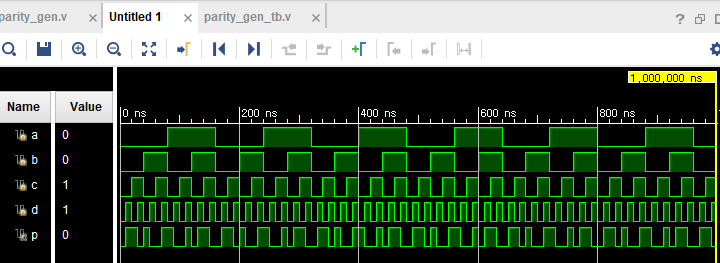 parity_gen.v × Untitled 1 × parity_gen_tb.v ×
1,000,000 ns
Name Value
0 ns 200 ns 400 ns 600 ns 800 ns
a 0
b 0
c 1
d 1
p 0